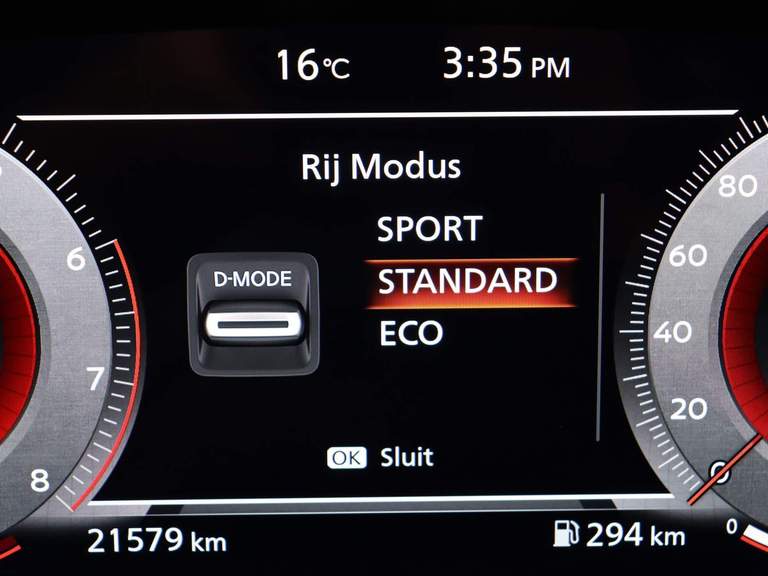 16°C 3:35 PM
Rij Modus
SPORT
D-MODE
STANDARD
ECO
OK Sluit
6
7
8
80
60
40
20
0
0
21579 km
294 km